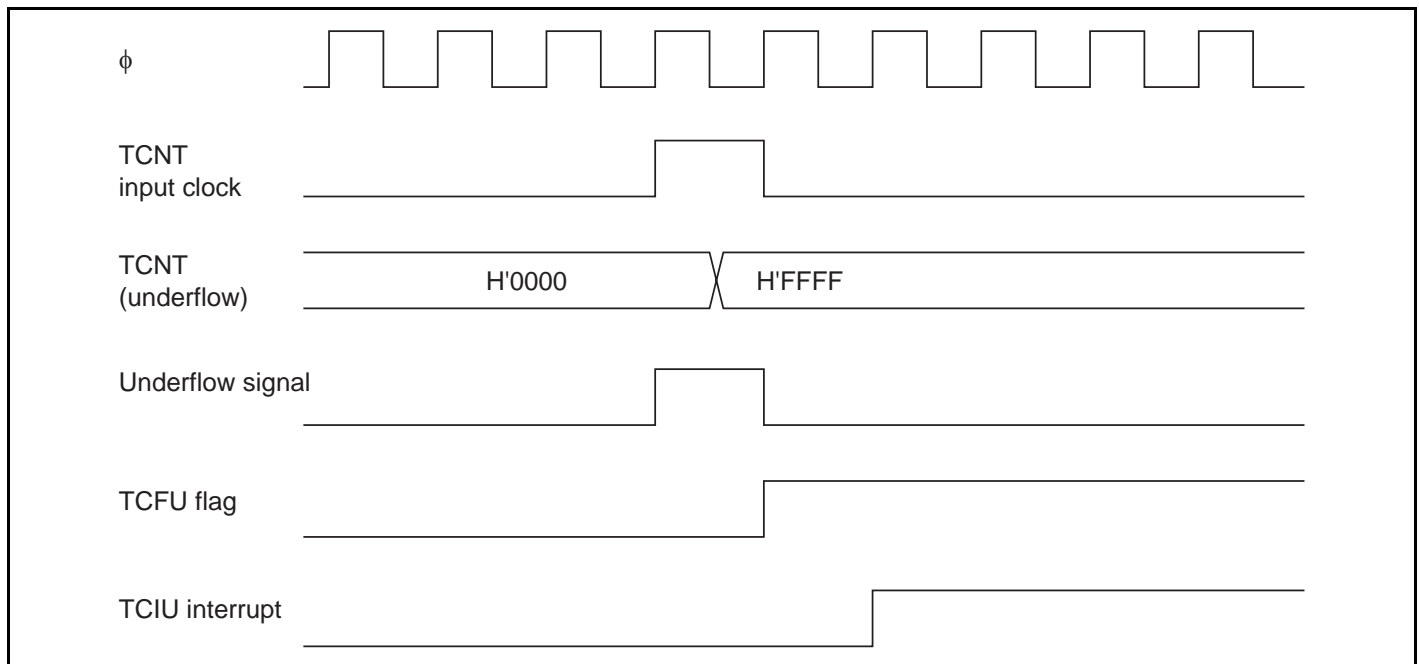 ϕ
TCNT
input clock
TCNT
(underflow)
H'0000
H'FFFF
Underflow signal
TCFU flag
TCIU interrupt